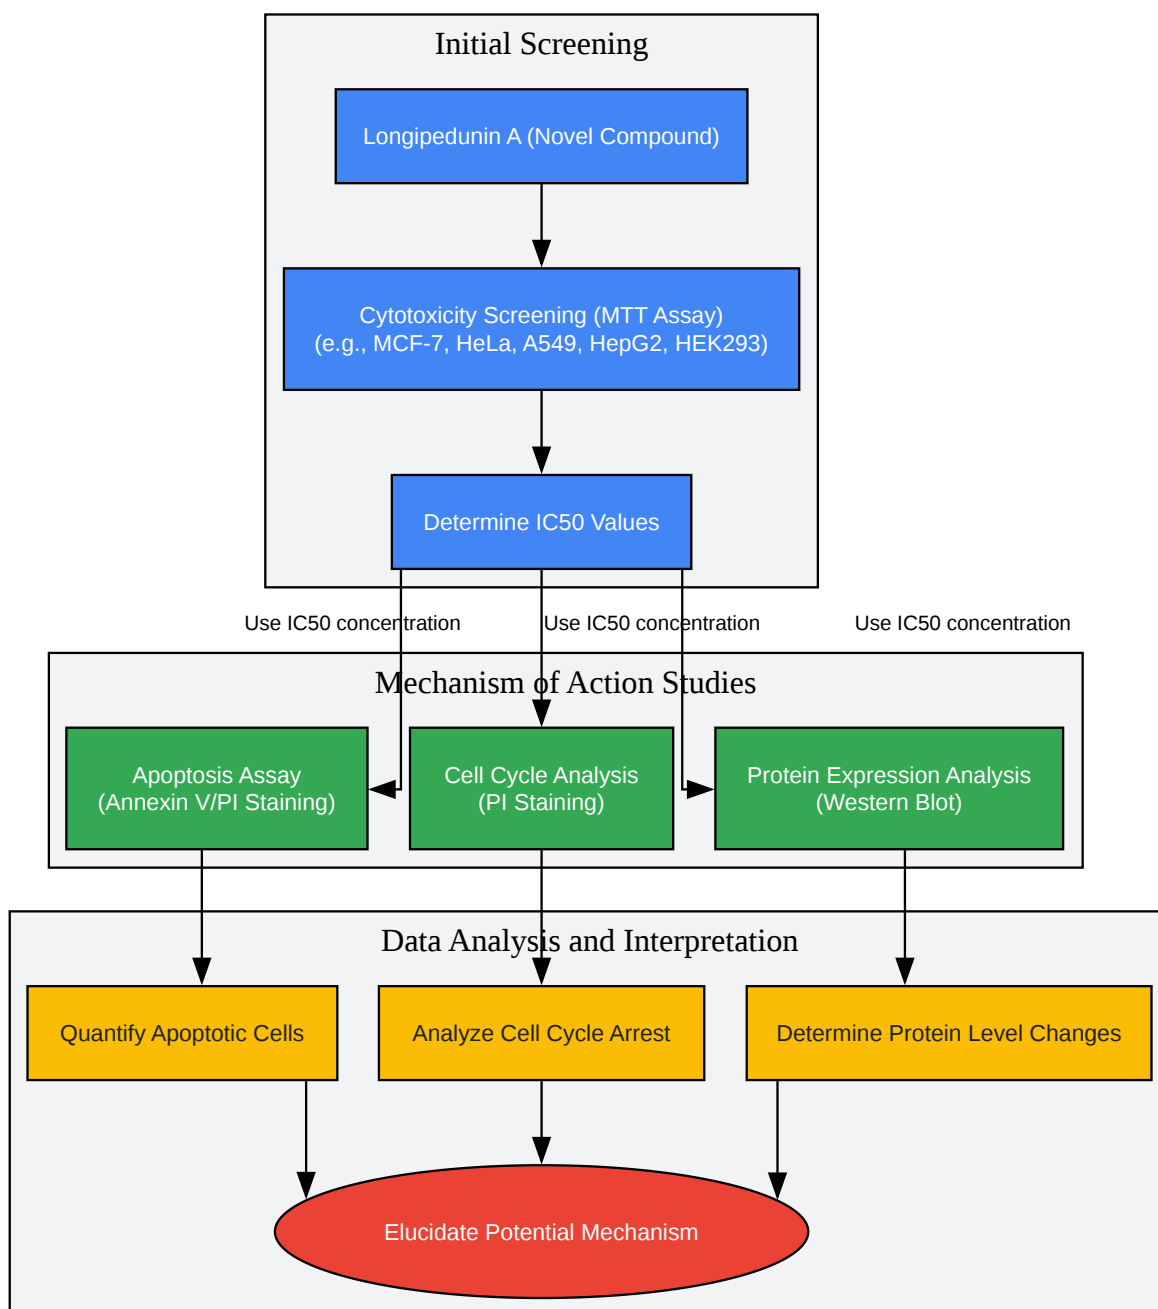 Initial Screening
Longipedunin A (Novel Compound)
Cytotoxicity Screening (MTT Assay)
(e.g., MCF-7, HeLa, A549, HepG2, HEK293)
Determine IC50 Values
Use IC50 concentration
Use IC50 concentration
Use IC50 concentration
Mechanism of Action Studies
Apoptosis Assay
(Annexin V/PI Staining)
Cell Cycle Analysis
(PI Staining)
Protein Expression Analysis
(Western Blot)
Data Analysis and Interpretation
Quantify Apoptotic Cells
Analyze Cell Cycle Arrest
Determine Protein Level Changes
Elucidate Potential Mechanism